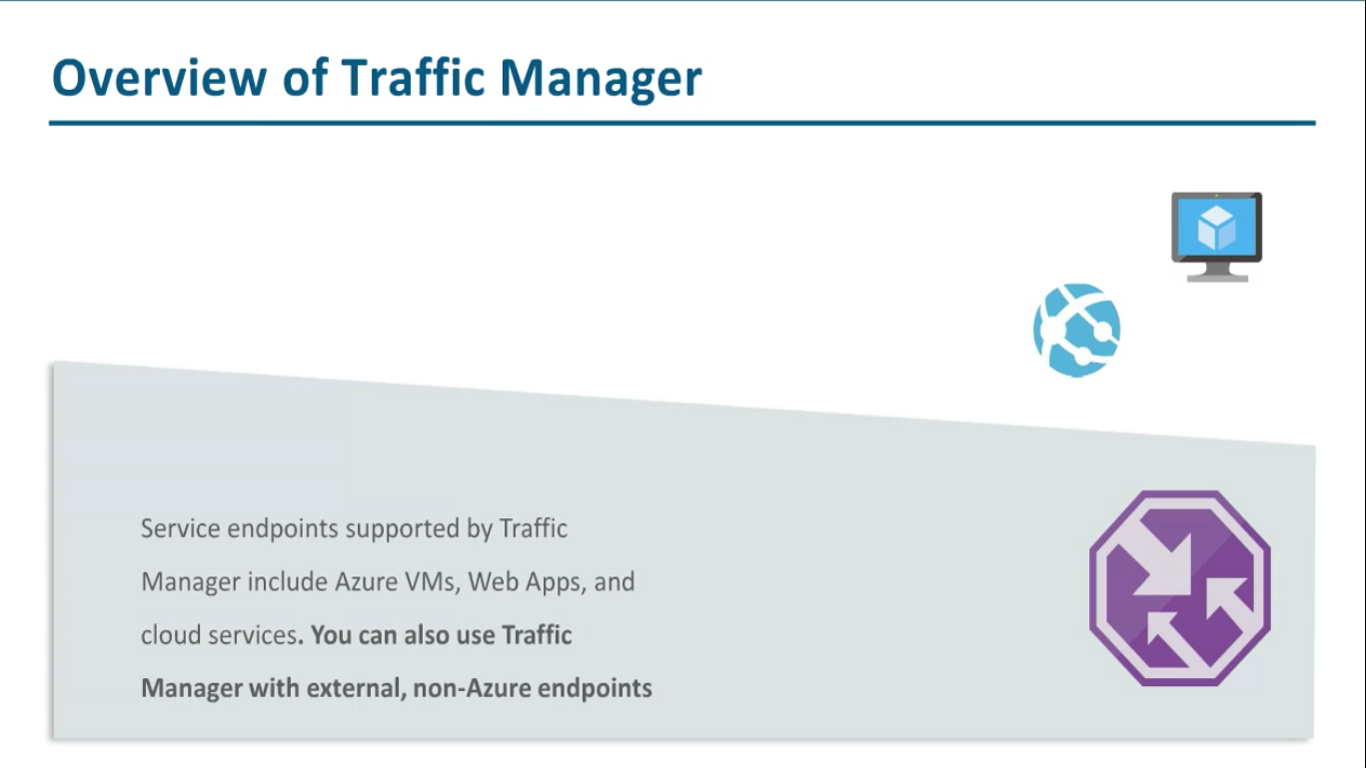 Overview of Traffic Manager
Service endpoints supported by Traffic
Manager include Azure VMs, Web Apps, and
cloud services. You can also use Traffic
Manager with external, non-Azure endpoints